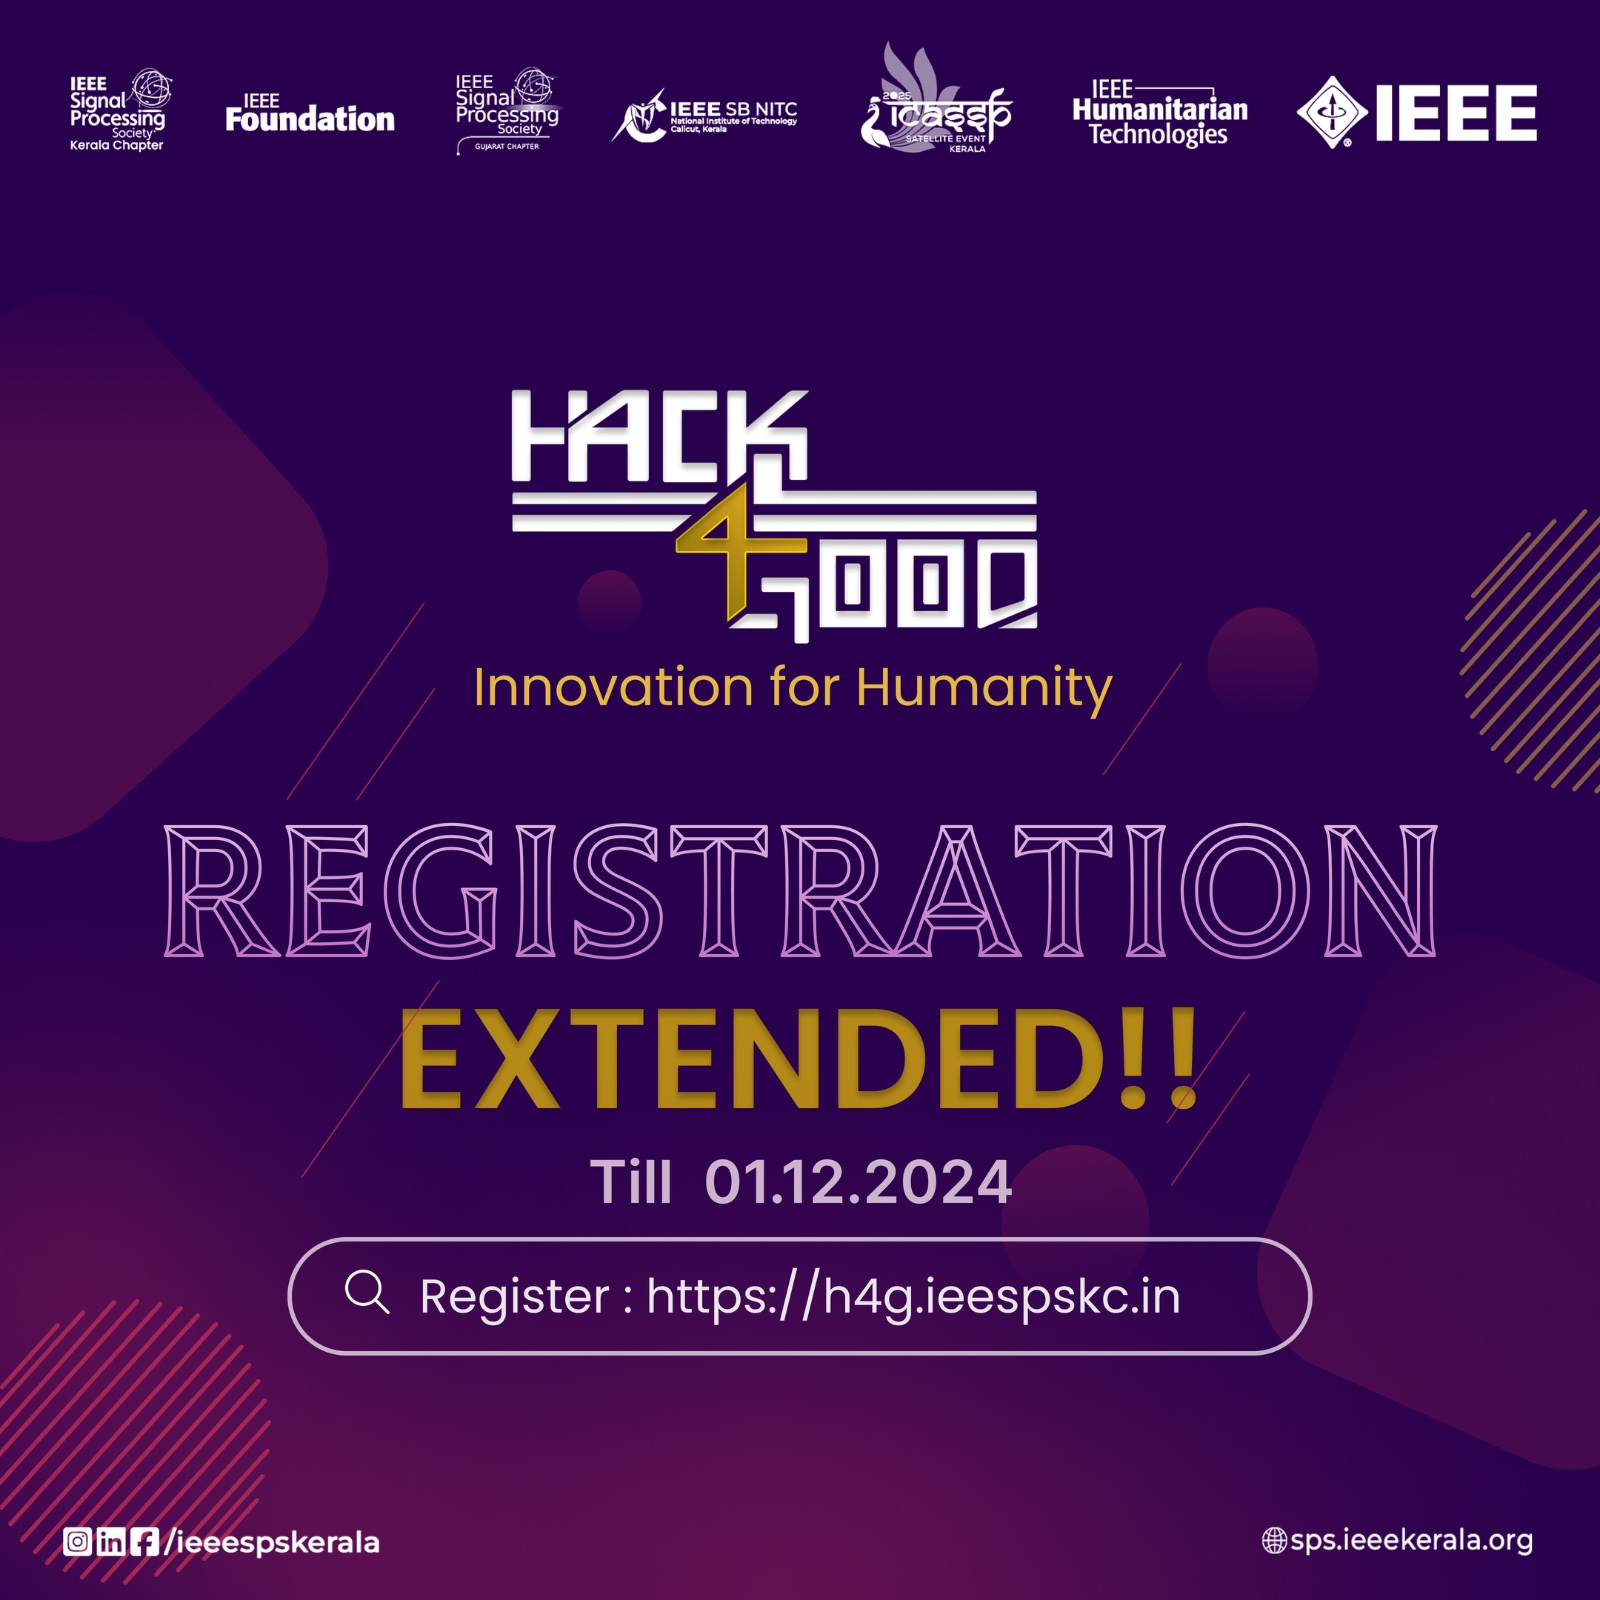 IEEE
Signal
Processing
Society
Kerala Chapter
IEEE
Foundation
IEEE
Signal
Processing
Society
GUJARAT CHAPTER
IEEE SB NITC
National Institute of Technology
Calicut, Kerala
2025
icassp
SATELLITE EVENT
KERALA
IEEE
Humanitarian
Technologies
IEEE
HACK
4
GOOD
Innovation for Humanity
REGISTRATION
EXTENDED!!
Till 01.12.2024
Register : https://h4g.ieespskc.in
/ieeespskerala
sps.ieeekerala.org